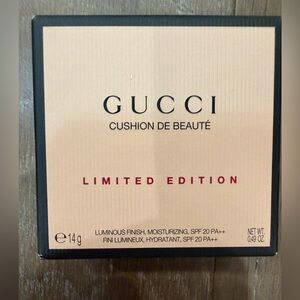 GUCCI
CUSHION DE BEAUTÉ
LIMITED EDITION
LUMINOUS FINISH, MOISTURIZING, SPF 20 PA++
FINI LUMINEUX, HYDRATANT, SPF 20 PA++
℮14g
NET WT.
0.49 OZ.